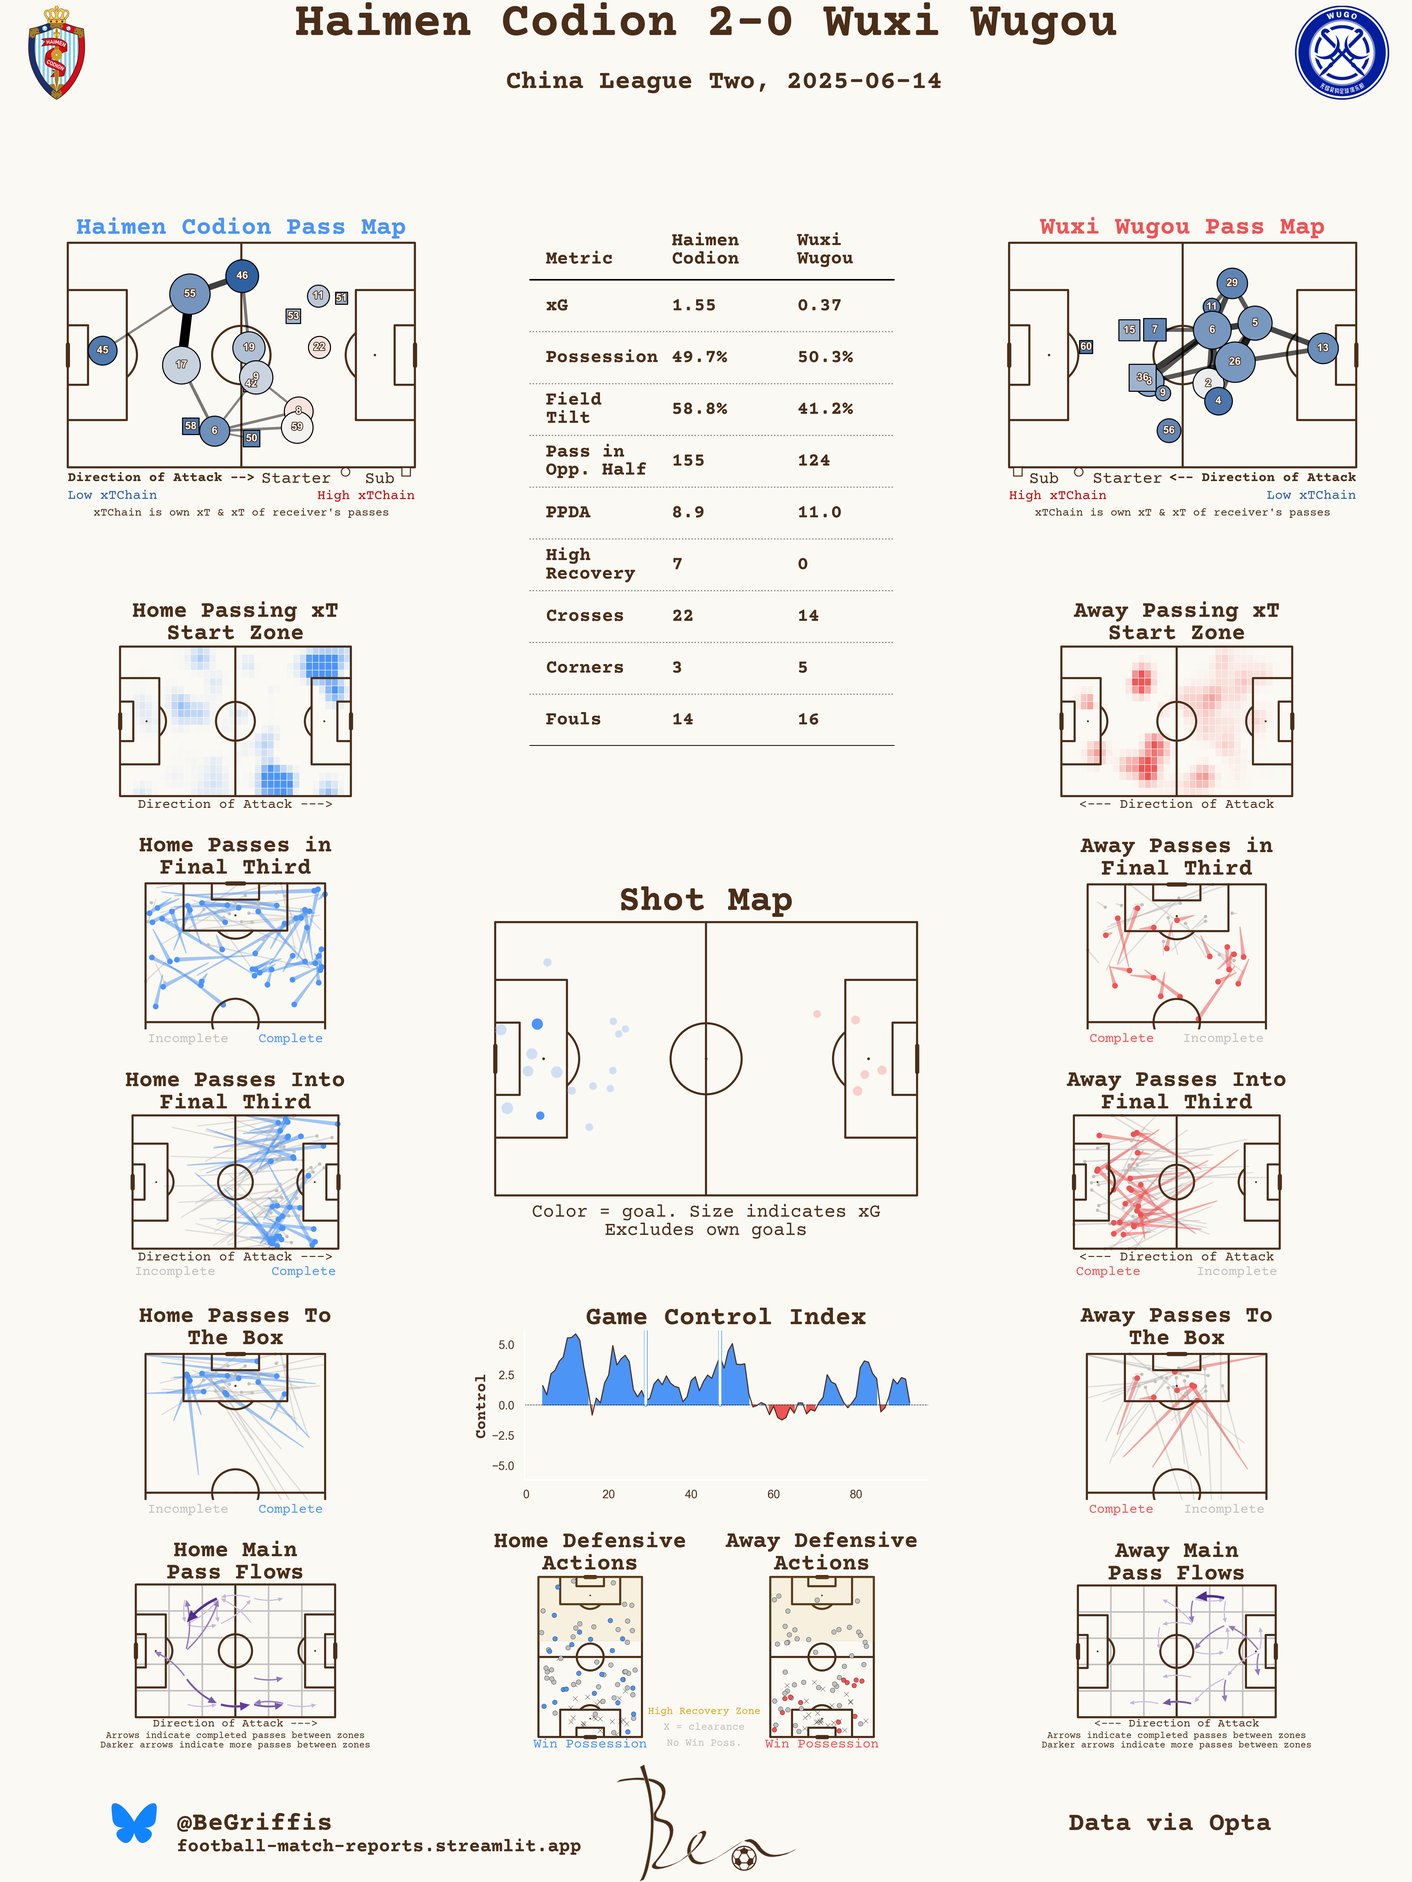 Haimen Codion 2-0 Wuxi Wugou
China League Two, 2025-06-14
HAIMEN
CODION
WUGO
Haimen Codion Pass Map
46
55
11
51
53
45
19
22
17
9
42
8
58
6
59
50
Direction of Attack --> Starter Sub
Low xTChain High xTChain
xTChain is own xT & xT of receiver's passes
Metric Haimen Codion Wuxi Wugou
xG 1.55 0.37
Possession 49.7% 50.3%
Field Tilt 58.8% 41.2%
Pass in Opp. Half 155 124
PPDA 8.9 11.0
High Recovery 7 0
Crosses 22 14
Corners 3 5
Fouls 14 16
Wuxi Wugou Pass Map
29
11
15
7
6
5
60
13
26
36
8
2
9
4
56
Sub Starter <-- Direction of Attack
High xTChain Low xTChain
xTChain is own xT & xT of receiver's passes
Home Passing xT
Start Zone
Direction of Attack --->
Away Passing xT
Start Zone
<--- Direction of Attack
Home Passes in
Final Third
Incomplete Complete
Away Passes in
Final Third
Complete Incomplete
Shot Map
Color = goal. Size indicates xG
Excludes own goals
Home Passes Into
Final Third
Direction of Attack --->
Incomplete Complete
Away Passes Into
Final Third
<--- Direction of Attack
Complete Incomplete
Home Passes To
The Box
Incomplete Complete
Game Control Index
Control
5.0
2.5
0.0
−2.5
−5.0
0 20 40 60 80
Away Passes To
The Box
Complete Incomplete
Home Main
Pass Flows
Direction of Attack --->
Arrows indicate completed passes between zones
Darker arrows indicate more passes between zones
Home Defensive
Actions
Win Possession
High Recovery Zone
X = clearance
No Win Poss.
Away Defensive
Actions
Win Possession
Away Main
Pass Flows
<--- Direction of Attack
Arrows indicate completed passes between zones
Darker arrows indicate more passes between zones
@BeGriffis
football-match-reports.streamlit.app
Ben
Data via Opta